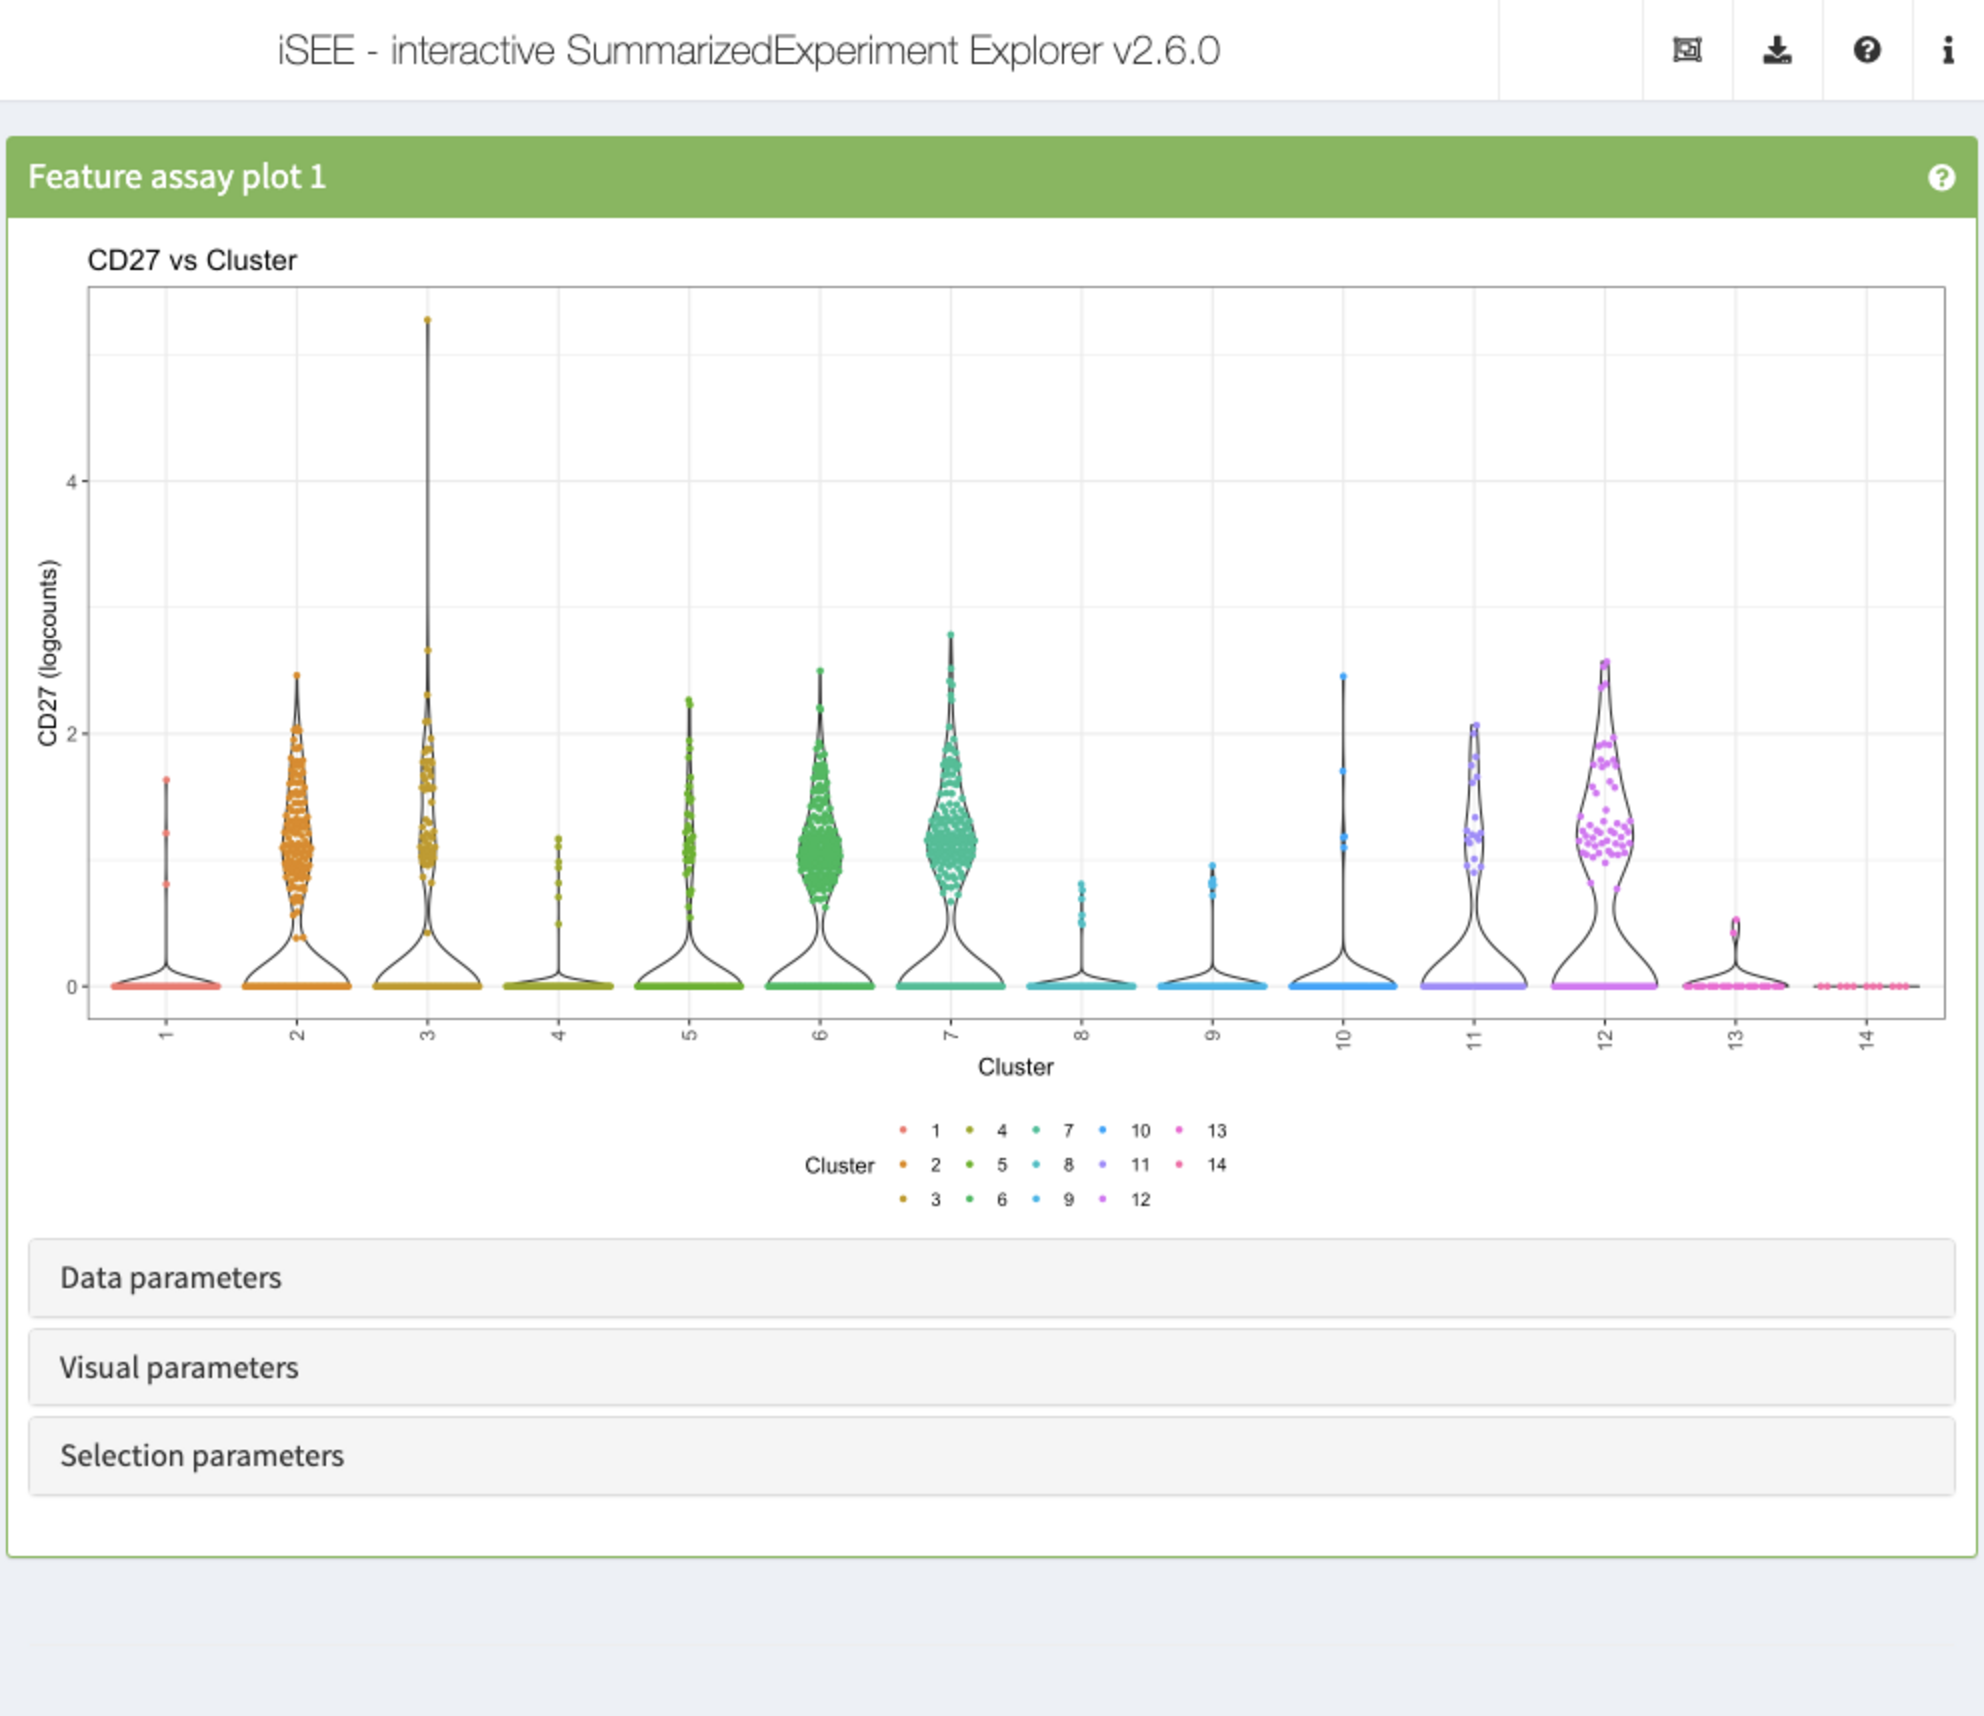 iSEE - interactive SummarizedExperiment Explorer v2.6.0
Feature assay plot 1
CD27 vs Cluster
CD27 (logcounts)
4
2
0
1 2 3 4 5 6 7 8 9 10 11 12 13 14
Cluster
1 4 7 10 13
Cluster 2 5 8 11 14
3 6 9 12
Data parameters
Visual parameters
Selection parameters